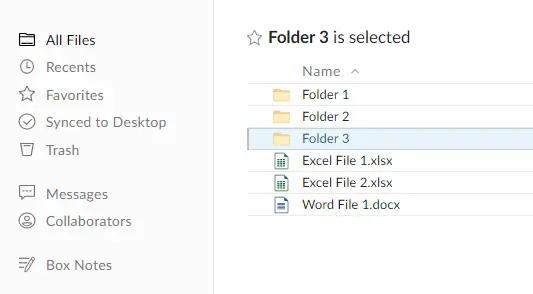 All Files
Recents
Favorites
Synced to Desktop
Trash
Messages
Collaborators
Box Notes
Folder 3 is selected
Name
Folder 1
Folder 2
Folder 3
Excel File 1.xlsx
Excel File 2.xlsx
Word File 1.docx